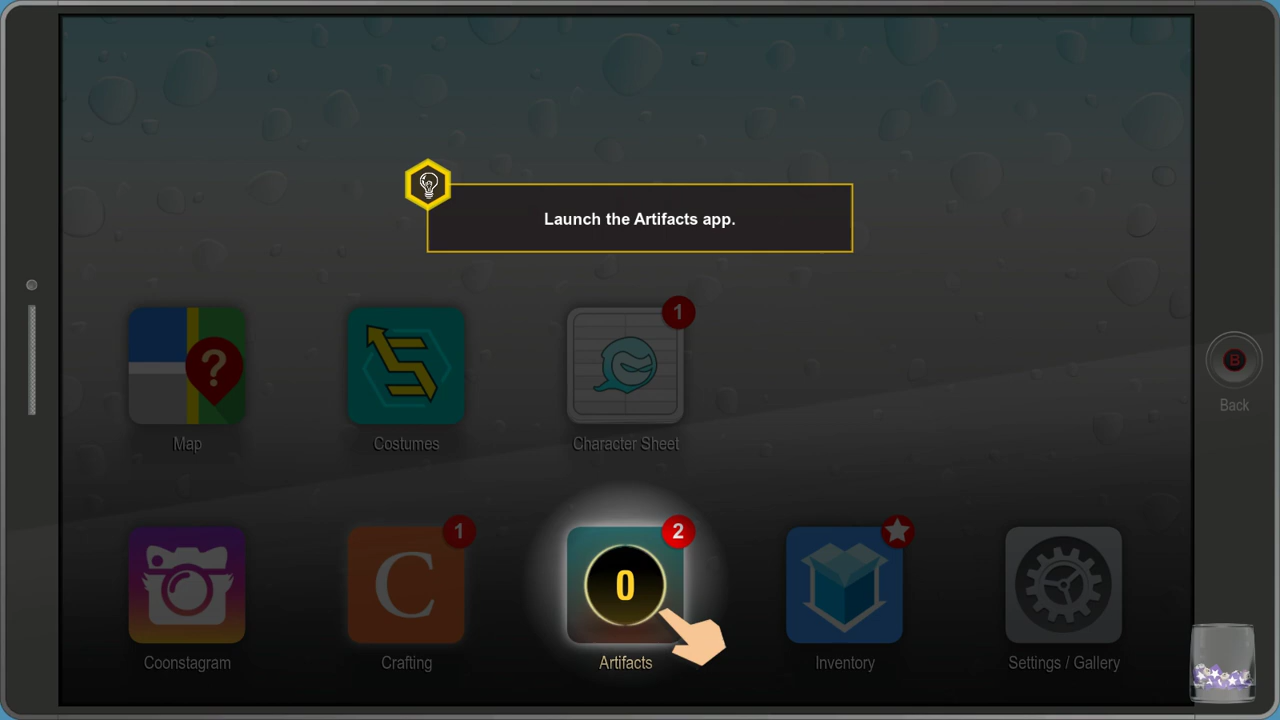 Launch the Artifacts app.
1
?
B
Back
Map
Costumes
Character Sheet
1
2
C
0
Coonstagram
Crafting
Artifacts
Inventory
Settings / Gallery